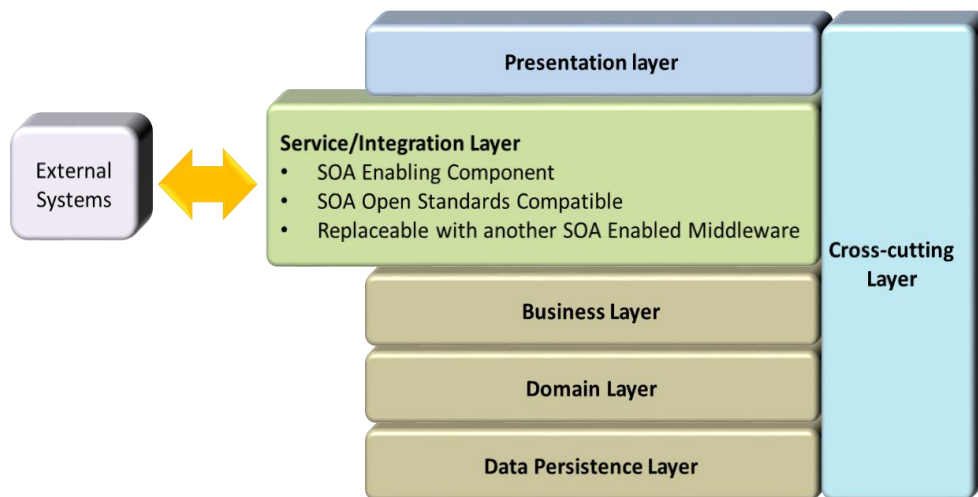 Presentation layer
External
Systems
Service/Integration Layer
• SOA Enabling Component
• SOA Open Standards Compatible
• Replaceable with another SOA Enabled Middleware
Cross-cutting
Layer
Business Layer
Domain Layer
Data Persistence Layer